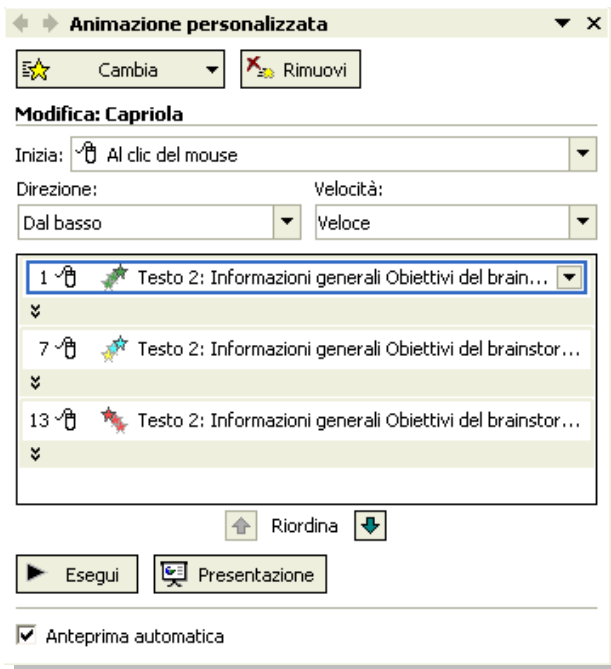 Animazione personalizzata
Cambia Rimuovi
Modifica: Capriola
Inizia: Al clic del mouse
Direzione: Velocità:
Dal basso Veloce
1 Testo 2: Informazioni generali Obiettivi del brain...
7 Testo 2: Informazioni generali Obiettivi del brainstor...
13 Testo 2: Informazioni generali Obiettivi del brainstor...
Riordina
Esegui Presentazione
Anteprima automatica